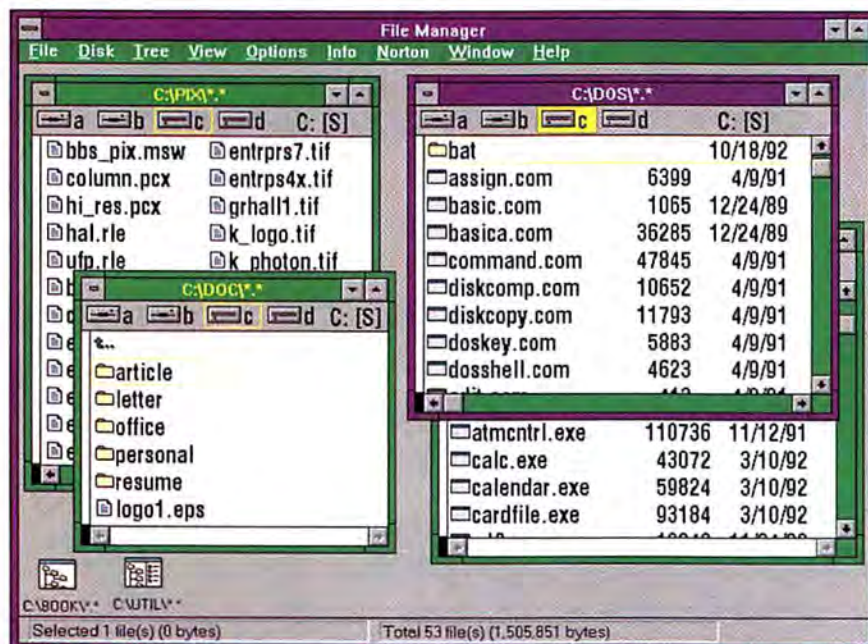 File Manager
File Disk Tree View Options Info Norton Window Help
C:\PIX\*.*
a b c d C: [S]
bbs_pix.msw entrprs7.tif
column.pcx entrps4x.tif
hi_res.pcx grhall1.tif
hal.rle k_logo.tif
ufp.rle k_photon.tif
C:\DOC\*.*
a b c d C: [S]
article
letter
office
personal
resume
logo1.eps
C:\DOS\*.*
a b c d C: [S]
bat 10/18/92
assign.com 6399 4/9/91
basic.com 1065 12/24/89
basica.com 36285 12/24/89
command.com 47845 4/9/91
diskcomp.com 10652 4/9/91
diskcopy.com 11793 4/9/91
doskey.com 5883 4/9/91
dosshell.com 4623 4/9/91
atmcntrl.exe 110736 11/12/91
calc.exe 43072 3/10/92
calendar.exe 59824 3/10/92
cardfile.exe 93184 3/10/92
C:\BOOK\*.* C:\UTIL\*.*
Selected 1 file(s) (0 bytes) Total 53 file(s) (1,505,851 bytes)